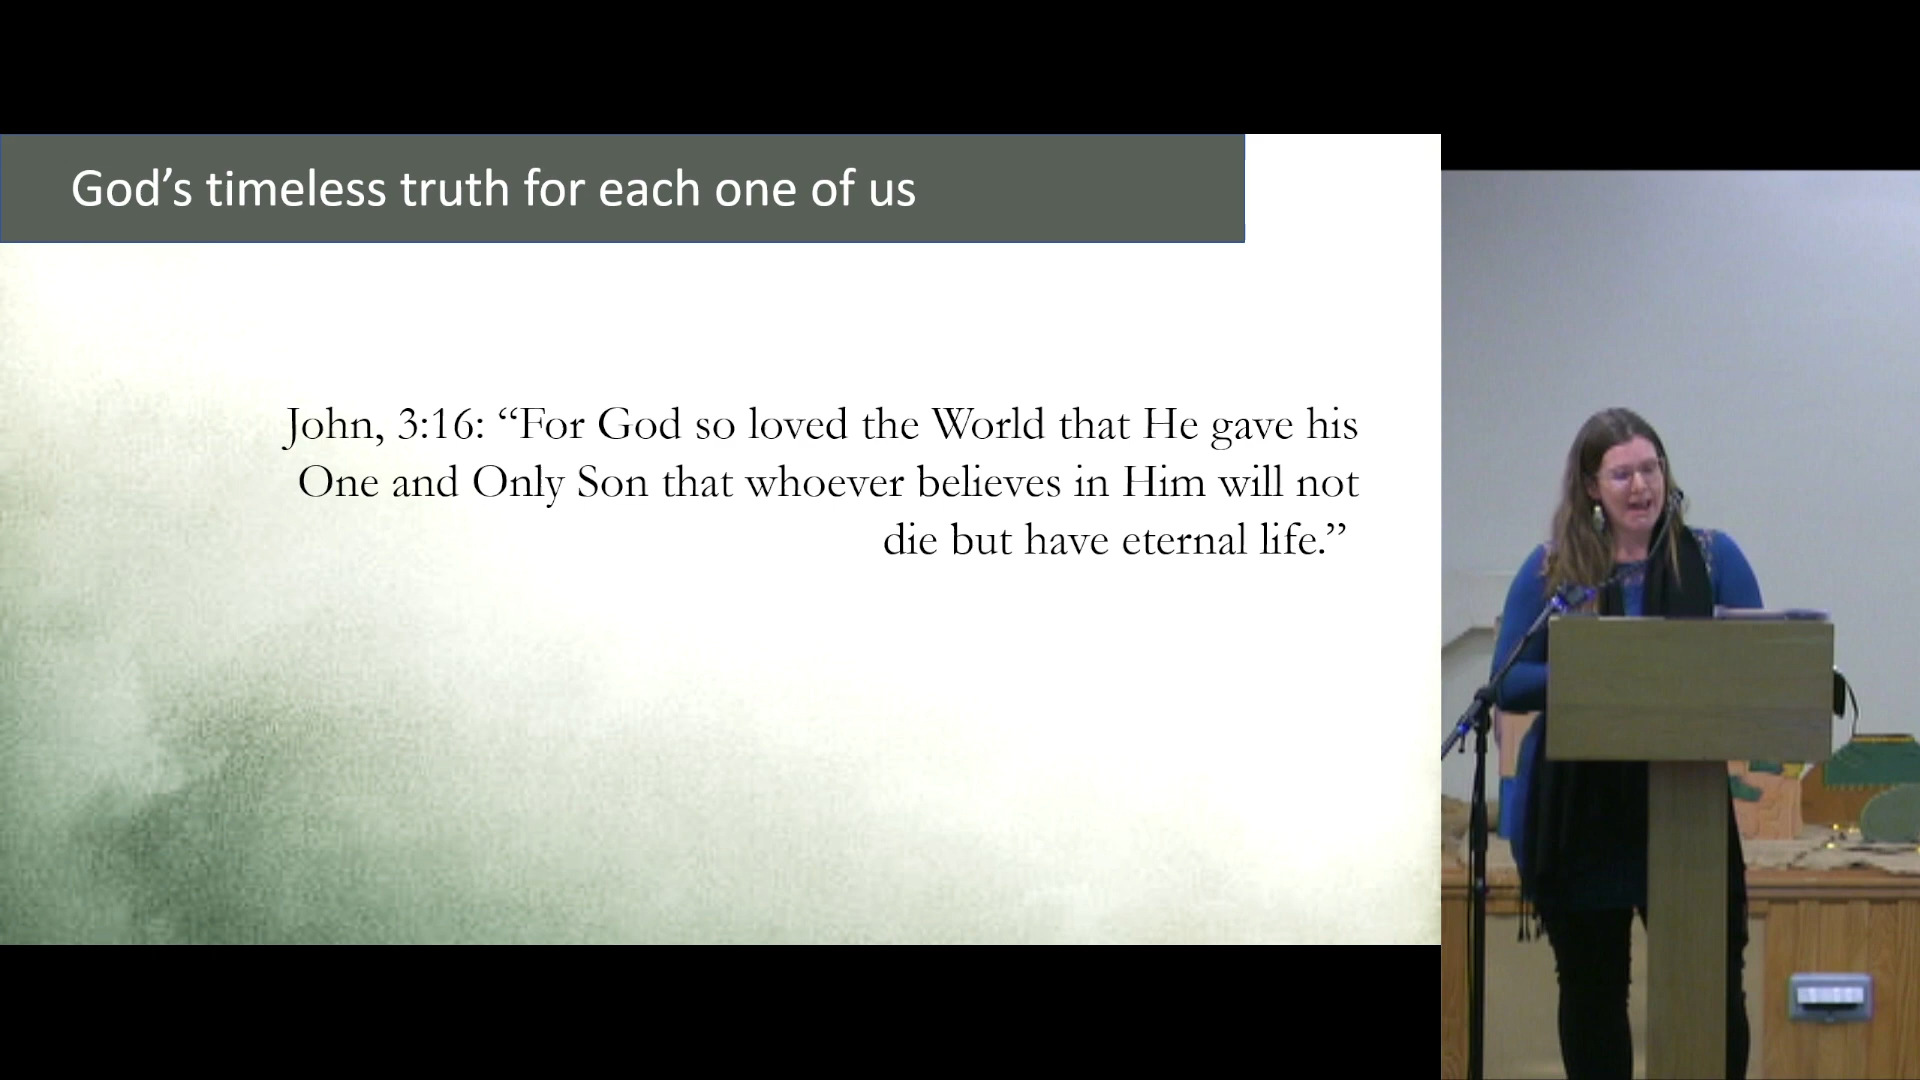 God’s timeless truth for each one of us
John, 3:16: “For God so loved the World that He gave his
One and Only Son that whoever believes in Him will not
die but have eternal life.”